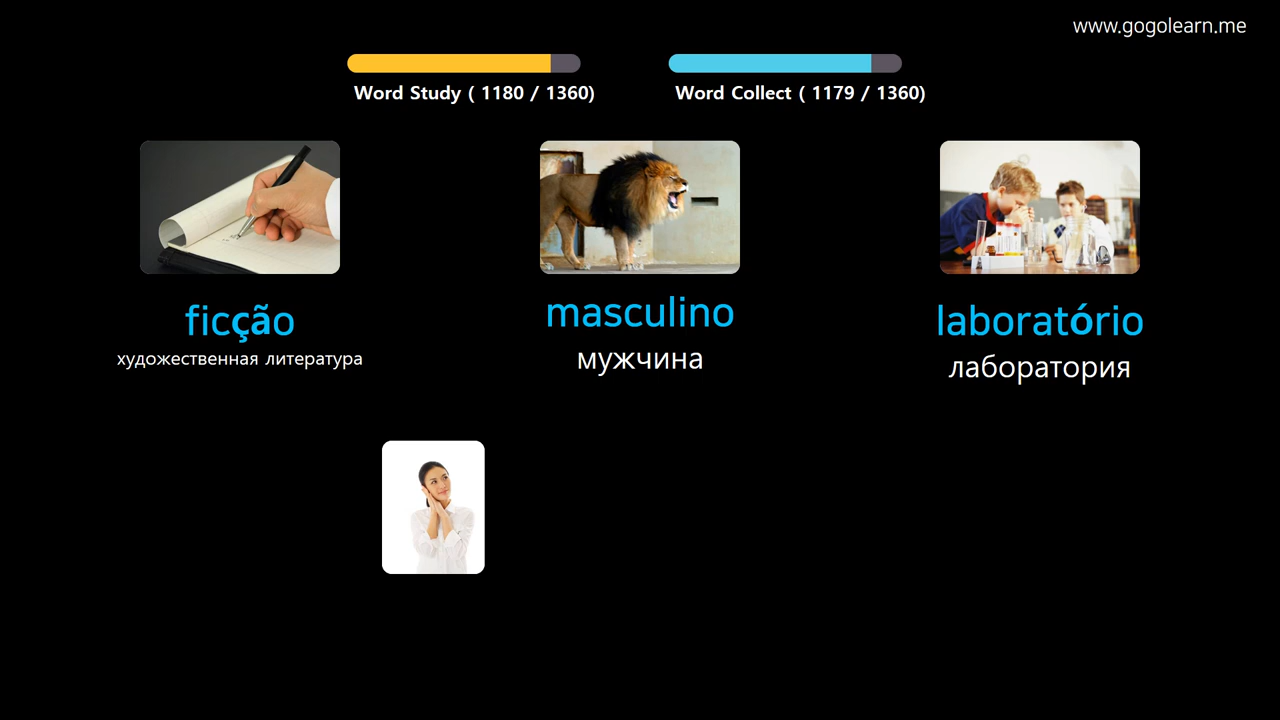 www.gogolearn.me
Word Study ( 1180 / 1360)
Word Collect ( 1179 / 1360)
ficção
художественная литература
masculino
мужчина
laboratório
лаборатория